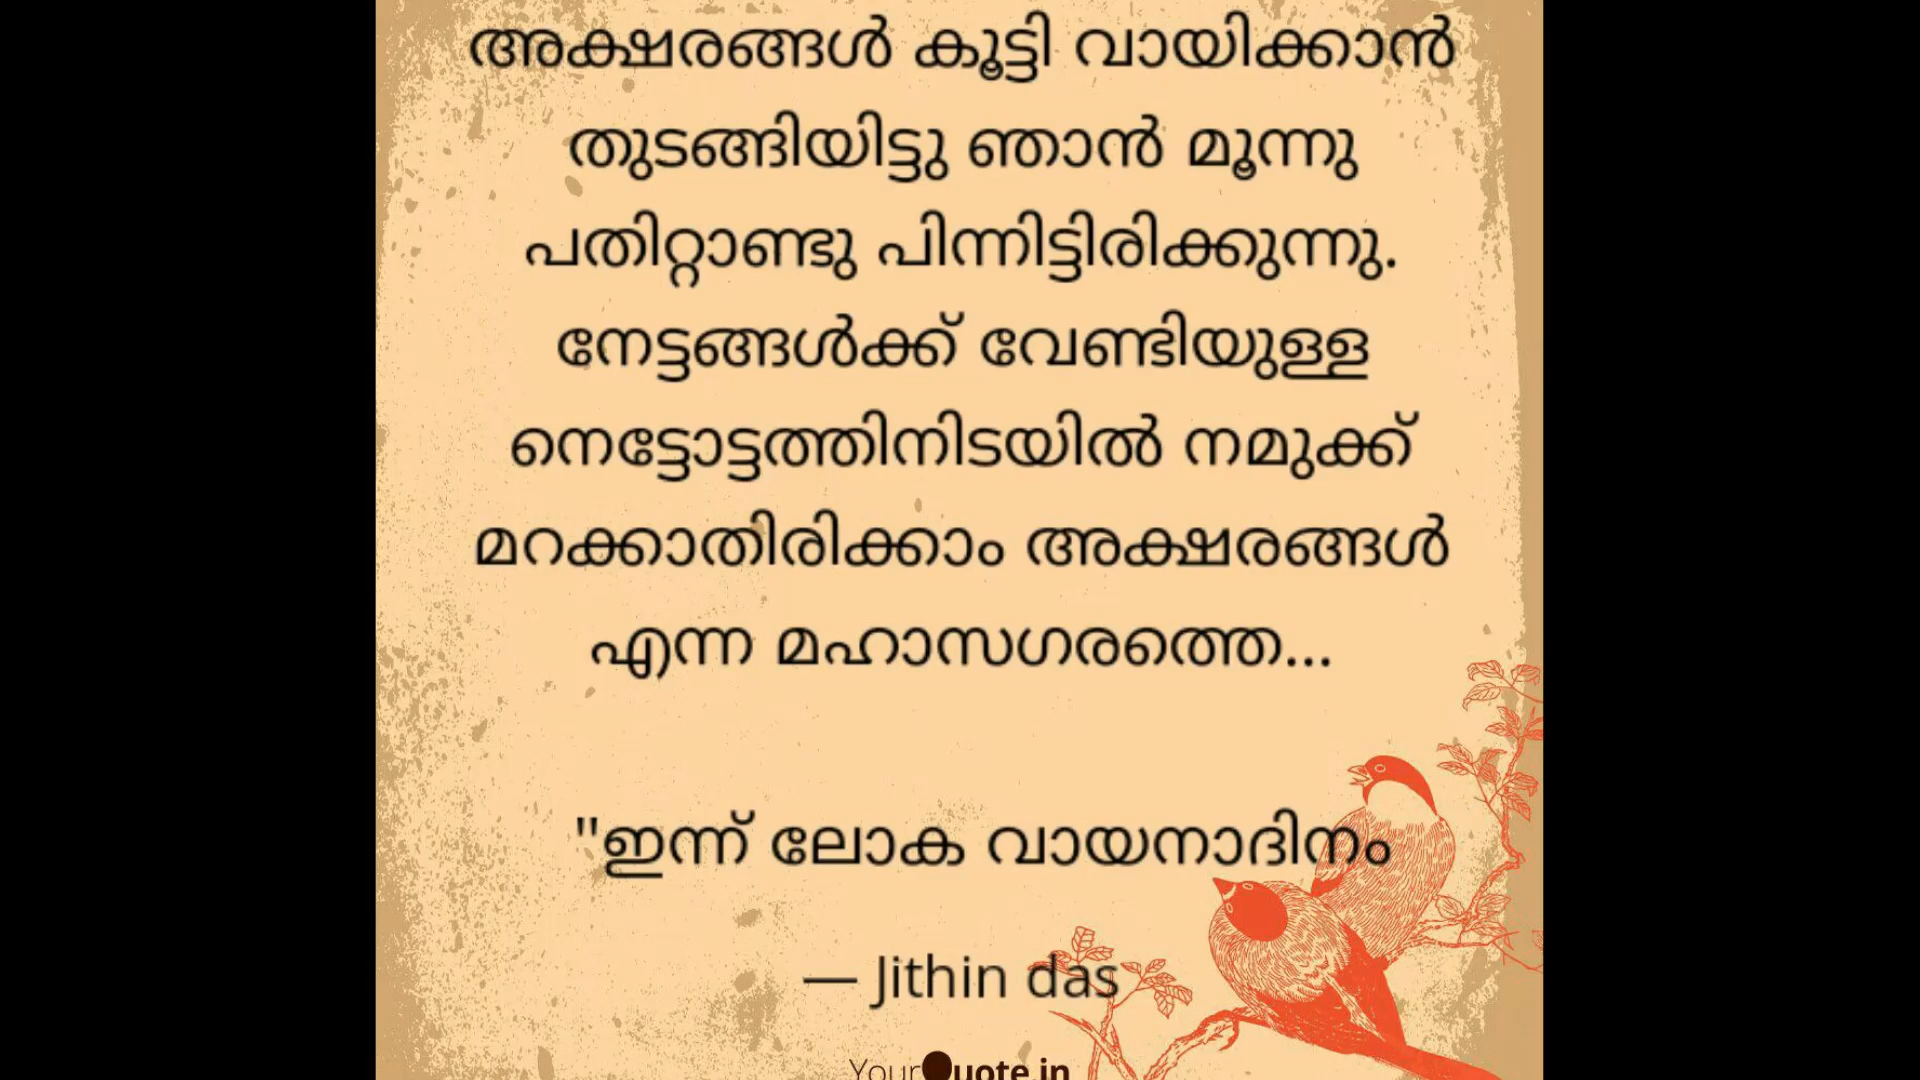 അക്ഷരങ്ങൾ കൂട്ടി വായിക്കാൻ
തുടങ്ങിയിട്ടു ഞാൻ മൂന്നു
പതിറ്റാണ്ടു പിന്നിട്ടിരിക്കുന്നു.
നേട്ടങ്ങൾക്ക് വേണ്ടിയുള്ള
നെട്ടോട്ടത്തിനിടയിൽ നമുക്ക്
മറക്കാതിരിക്കാം അക്ഷരങ്ങൾ
എന്ന മഹാസഗരത്തെ...
"ഇന്ന് ലോക വായനാദിനം
— Jithin das
YourQuote.in